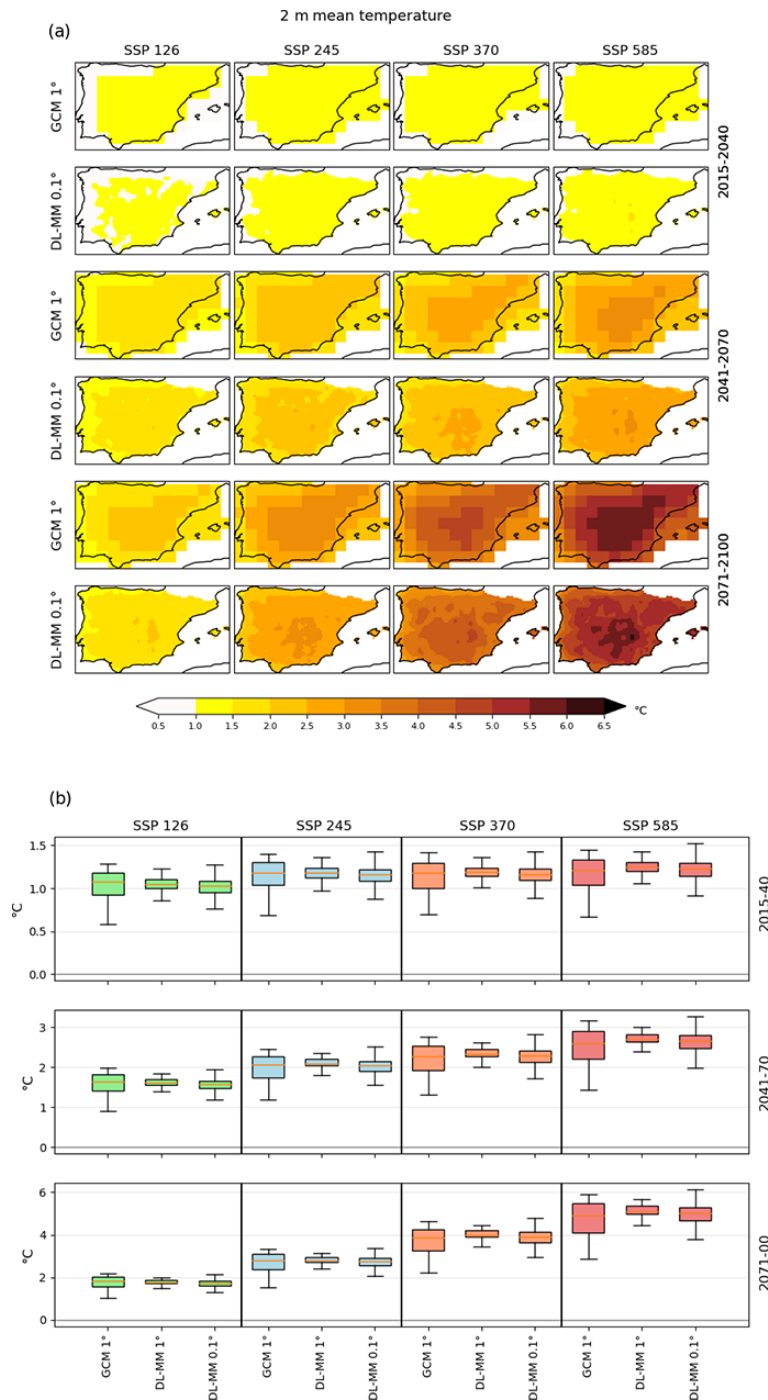 2 m mean temperature
(a)
SSP 126 SSP 245 SSP 370 SSP 585
GCM 1°
DL-MM 0.1°
2015-2040
GCM 1°
DL-MM 0.1°
2041-2070
GCM 1°
DL-MM 0.1°
2071-2100
0.5 1.0 1.5 2.0 2.5 3.0 3.5 4.0 4.5 5.0 5.5 6.0 6.5 °C
(b)
SSP 126 SSP 245 SSP 370 SSP 585
1.5
1.0
0.5
0.0
°C
2015-40
3
2
1
0
°C
2041-70
6
4
2
0
°C
2071-00
GCM 1° DL-MM 1° DL-MM 0.1° GCM 1° DL-MM 1° DL-MM 0.1° GCM 1° DL-MM 1° DL-MM 0.1° GCM 1° DL-MM 1° DL-MM 0.1°